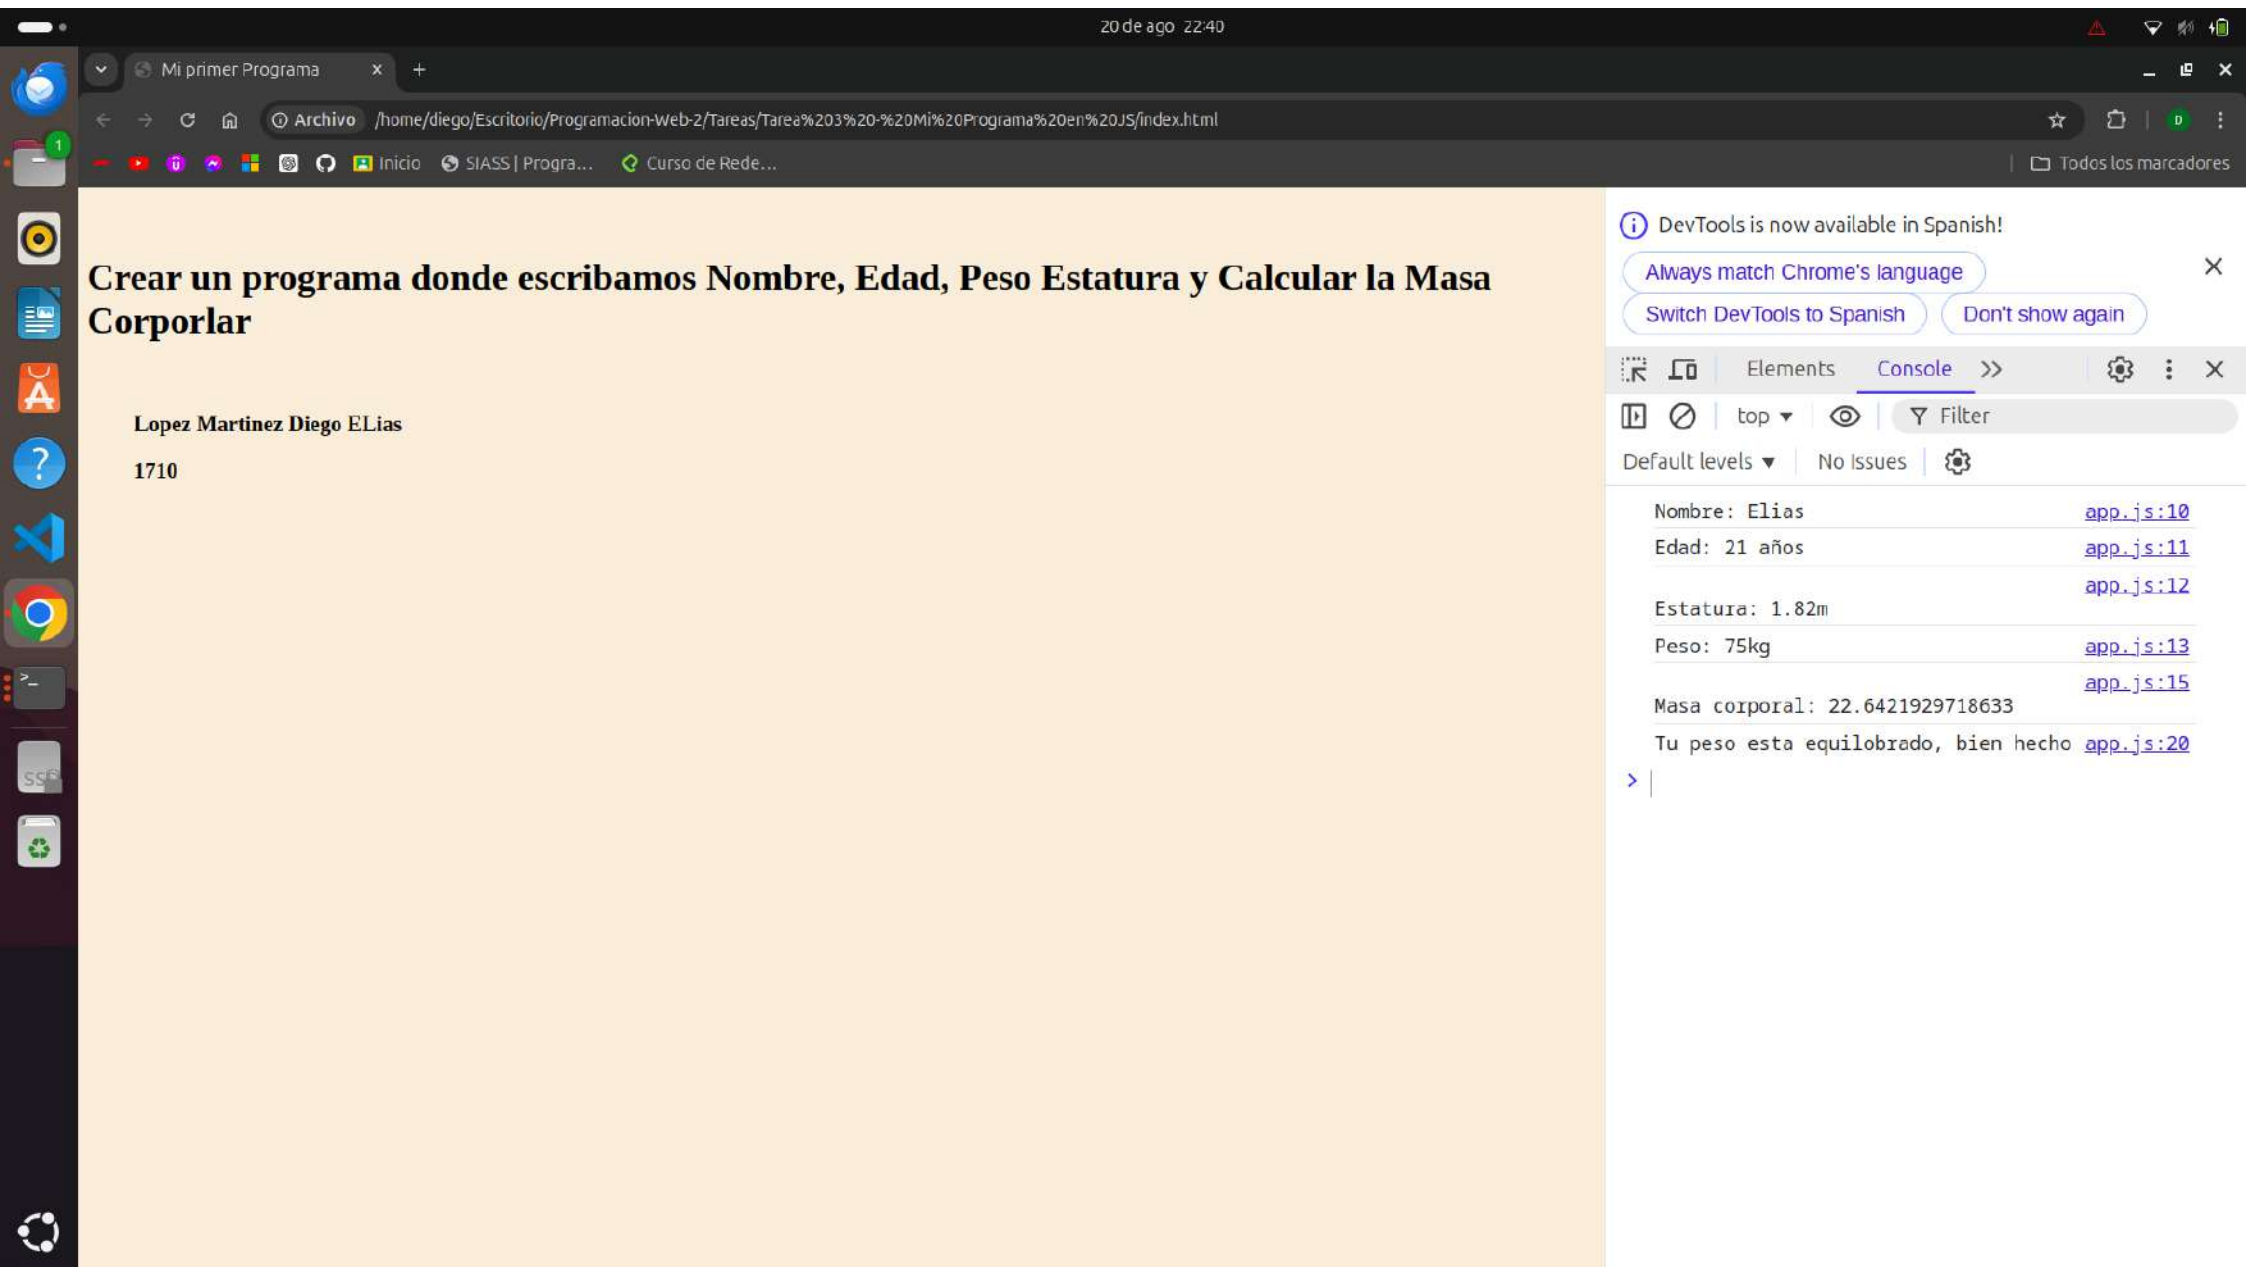 20 de ago 22:40
Mi primer Programa
Archivo /home/diego/Escritorio/Programacion-Web-2/Tareas/Tarea%203%20-%20Mi%20Programa%20en%20JS/index.html
D
1
Inicio SIASS | Progra... Curso de Rede...
Todos los marcadores
Crear un programa donde escribamos Nombre, Edad, Peso Estatura y Calcular la Masa
Corporlar
Lopez Martinez Diego ELias
1710
DevTools is now available in Spanish!
Always match Chrome's language
Switch DevTools to Spanish Don't show again
Elements Console
top Filter
Default levels No Issues
Nombre: Elias app.js:10
Edad: 21 años app.js:11
app.js:12
Estatura: 1.82m
Peso: 75kg app.js:13
app.js:15
Masa corporal: 22.6421929718633
Tu peso esta equilobrado, bien hecho app.js:20
>